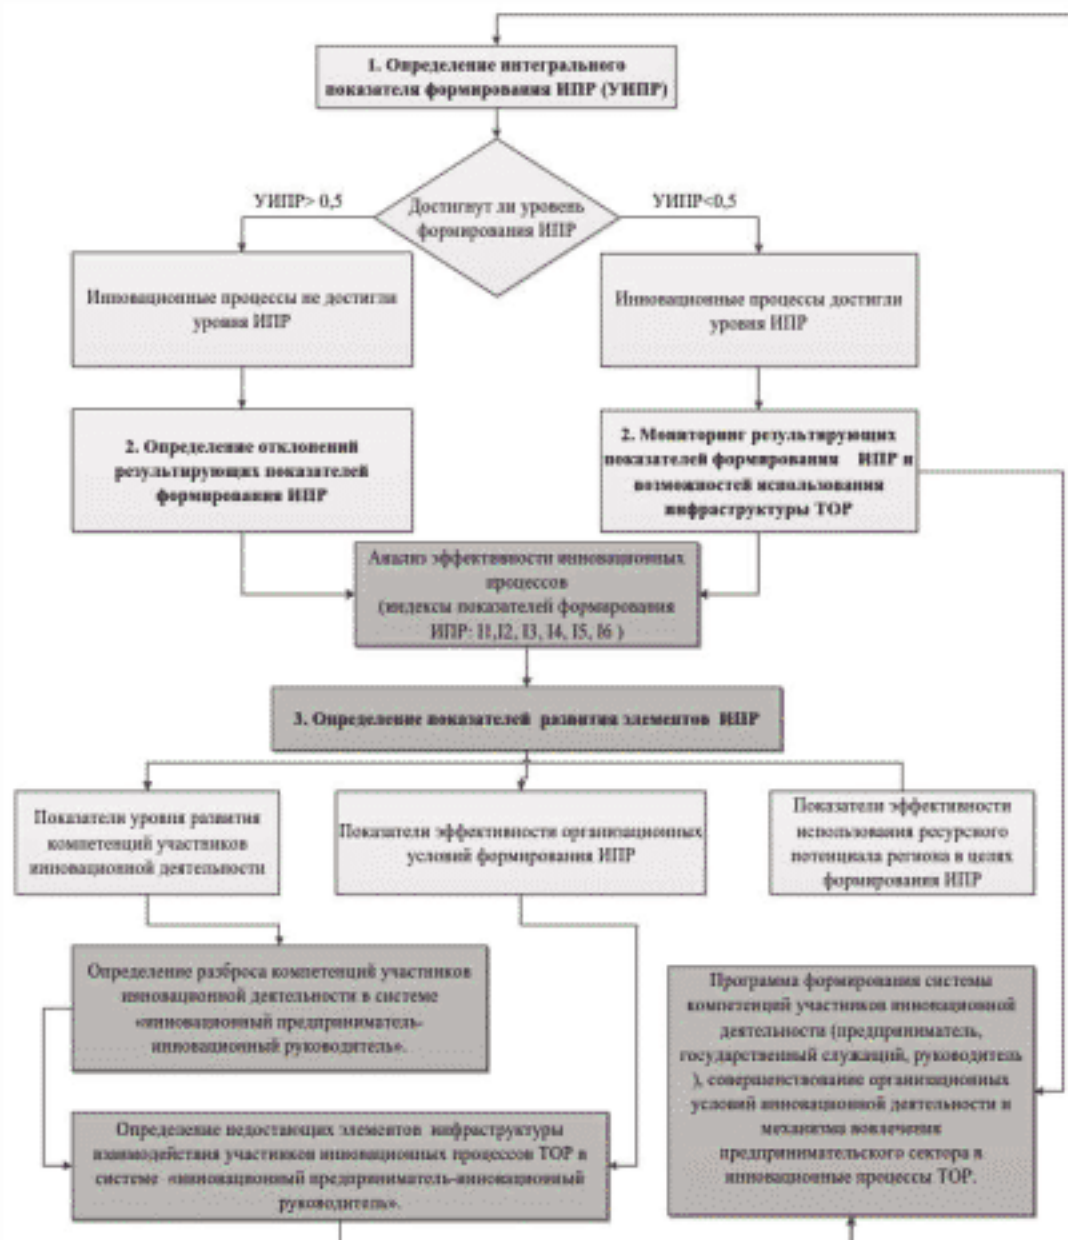 1. Определение интегрального
показателя формирования ИПР (УИПР)
Достигнут ли уровень
формирования ИПР
УИПР> 0,5
УИПР<0,5
Инновационные процессы не достигли
уровня ИПР
Инновационные процессы достигли
уровня ИПР
2. Определение отклонений
результирующих показателей
формирования ИПР
2. Мониторинг результирующих
показателей формирования ИПР и
возможностей использования
инфраструктуры ТОР
Анализ эффективности инновационных
процессов
(индексы показателей формирования
ИПР: I1,I2, I3, I4, I5, I6 )
3. Определение показателей развития элементов ИПР
Показатели уровня развития
компетенций участников
инновационной деятельности
Показатели эффективности организационных
условий формирования ИПР
Показатели эффективности
использования ресурсного
потенциала региона в целях
формирования ИПР
Определение разброса компетенций участников
инновационной деятельности в системе
«инновационный предприниматель-
инновационный руководитель».
Определение недостающих элементов инфраструктуры
взаимодействия участников инновационных процессов ТОР в
системе «инновационный предприниматель-инновационный
руководитель».
Программа формирования системы
компетенций участников инновационной
деятельности (предприниматель,
государственный служащий, руководитель
), совершенствование организационных
условий инновационной деятельности и
механизма вовлечения
предпринимательского сектора в
инновационные процессы ТОР.